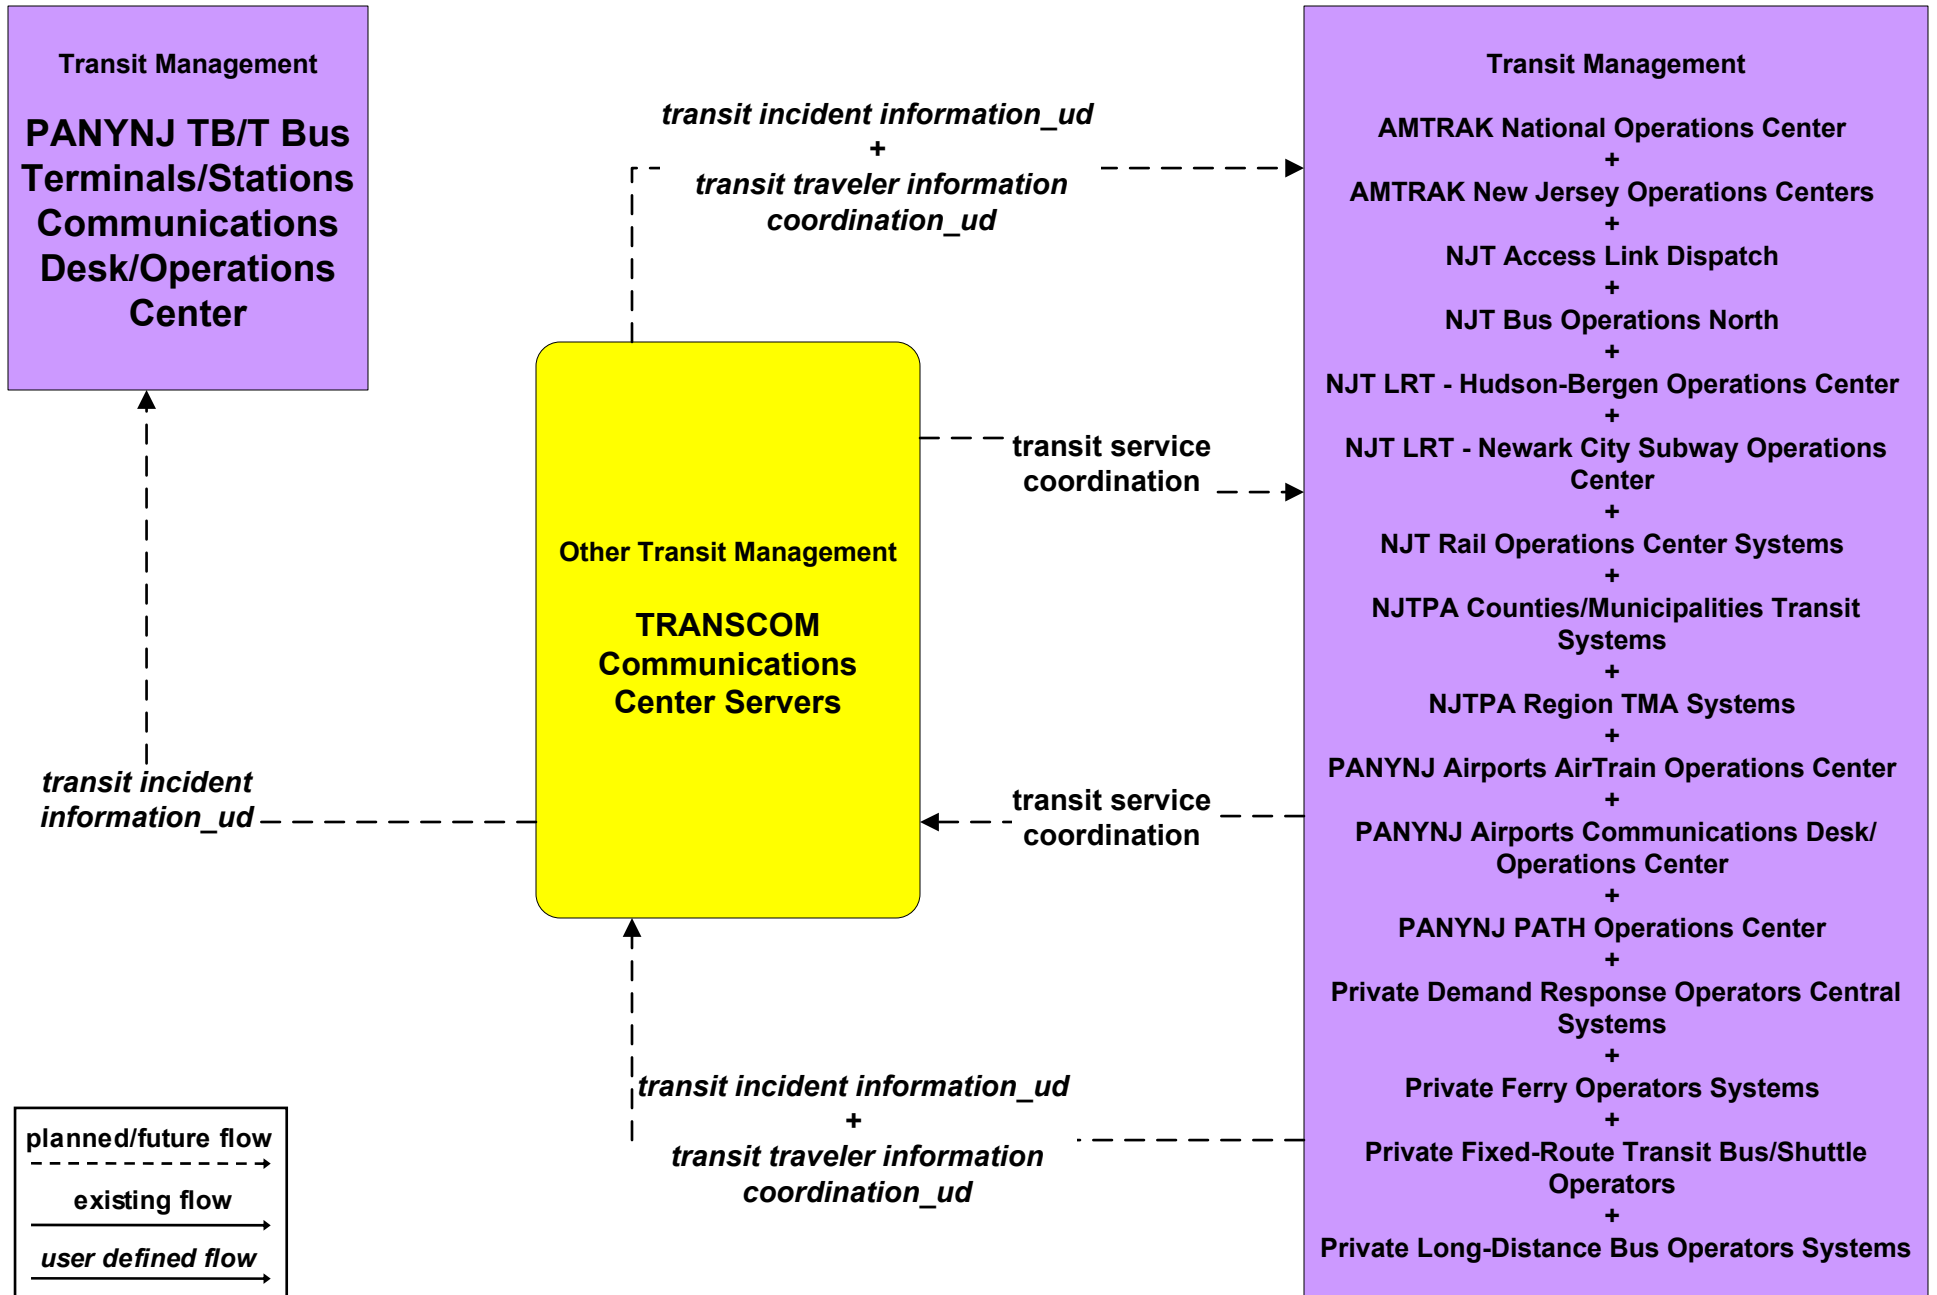 Transit Management
PANYNJ TB/T Bus
Terminals/Stations
Communications
Desk/Operations
Center
transit incident information_ud
+
transit traveler information
coordination_ud
transit service
coordination
Other Transit Management
TRANSCOM
Communications
Center Servers
transit incident
information_ud
transit service
coordination
transit incident information_ud
+
transit traveler information
coordination_ud
Transit Management
AMTRAK National Operations Center
+
AMTRAK New Jersey Operations Centers
+
NJT Access Link Dispatch
+
NJT Bus Operations North
+
NJT LRT - Hudson-Bergen Operations Center
+
NJT LRT - Newark City Subway Operations
Center
+
NJT Rail Operations Center Systems
+
NJTPA Counties/Municipalities Transit
Systems
+
NJTPA Region TMA Systems
+
PANYNJ Airports AirTrain Operations Center
+
PANYNJ Airports Communications Desk/
Operations Center
+
PANYNJ PATH Operations Center
+
Private Demand Response Operators Central
Systems
+
Private Ferry Operators Systems
+
Private Fixed-Route Transit Bus/Shuttle
Operators
+
Private Long-Distance Bus Operators Systems
planned/future flow
existing flow
user defined flow